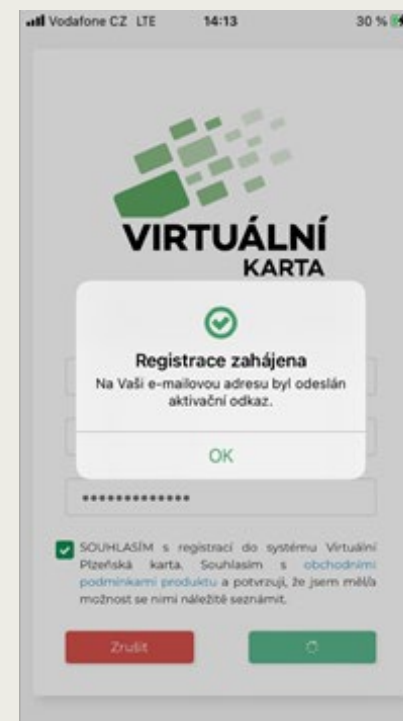 Vodafone CZ LTE 14:13 30 %
VIRTUÁLNÍ
KARTA
Registrace zahájena
Na Vaši e-mailovou adresu byl odeslán
aktivační odkaz.
OK
•••••••••••••
SOUHLASÍM s registrací do systému Virtuální
Plzeňská karta. Souhlasím s obchodními
podmínkami produktu a potvrzuji, že jsem měl/a
možnost se nimi náležitě seznámit.
Zrušit